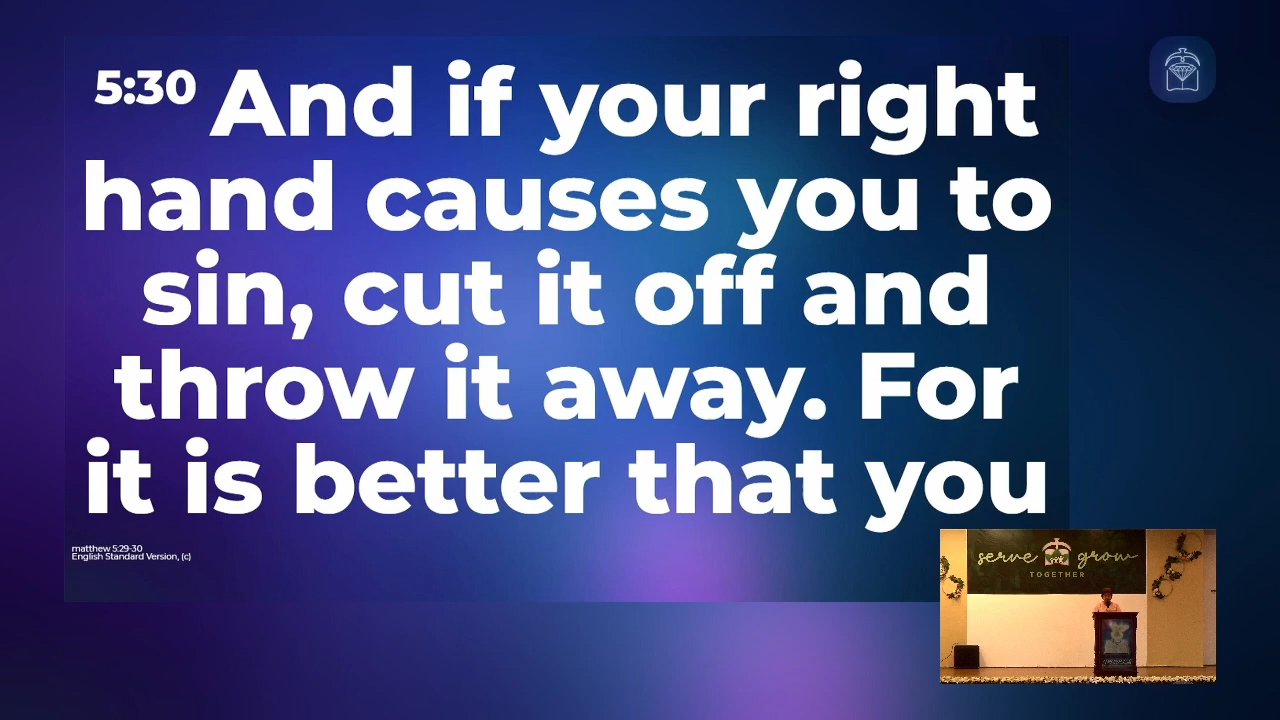 5:30 And if your right
hand causes you to
sin, cut it off and
throw it away. For
it is better that you
matthew 5:29-30
English Standard Version, (c)
serve grow
TOGETHER